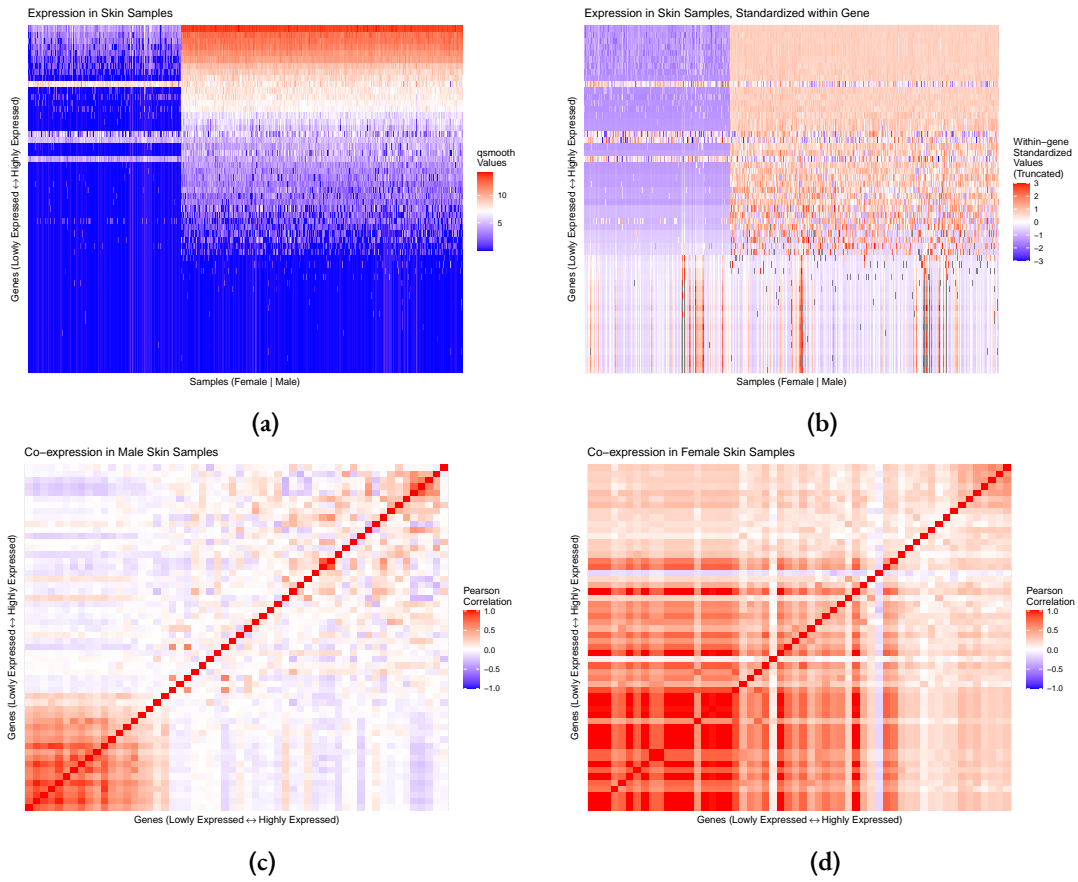 Expression in Skin Samples
Genes (Lowly Expressed ↔ Highly Expressed)
qsmooth
Values
10
5
Samples (Female | Male)
(a)
Expression in Skin Samples, Standardized within Gene
Genes (Lowly Expressed ↔ Highly Expressed)
Within−gene
Standardized
Values
(Truncated)
3
2
1
0
−1
−2
−3
Samples (Female | Male)
(b)
Co−expression in Male Skin Samples
Genes (Lowly Expressed ↔ Highly Expressed)
Pearson
Correlation
1.0
0.5
0.0
−0.5
−1.0
Genes (Lowly Expressed ↔ Highly Expressed)
(c)
Co−expression in Female Skin Samples
Genes (Lowly Expressed ↔ Highly Expressed)
Pearson
Correlation
1.0
0.5
0.0
−0.5
−1.0
Genes (Lowly Expressed ↔ Highly Expressed)
(d)